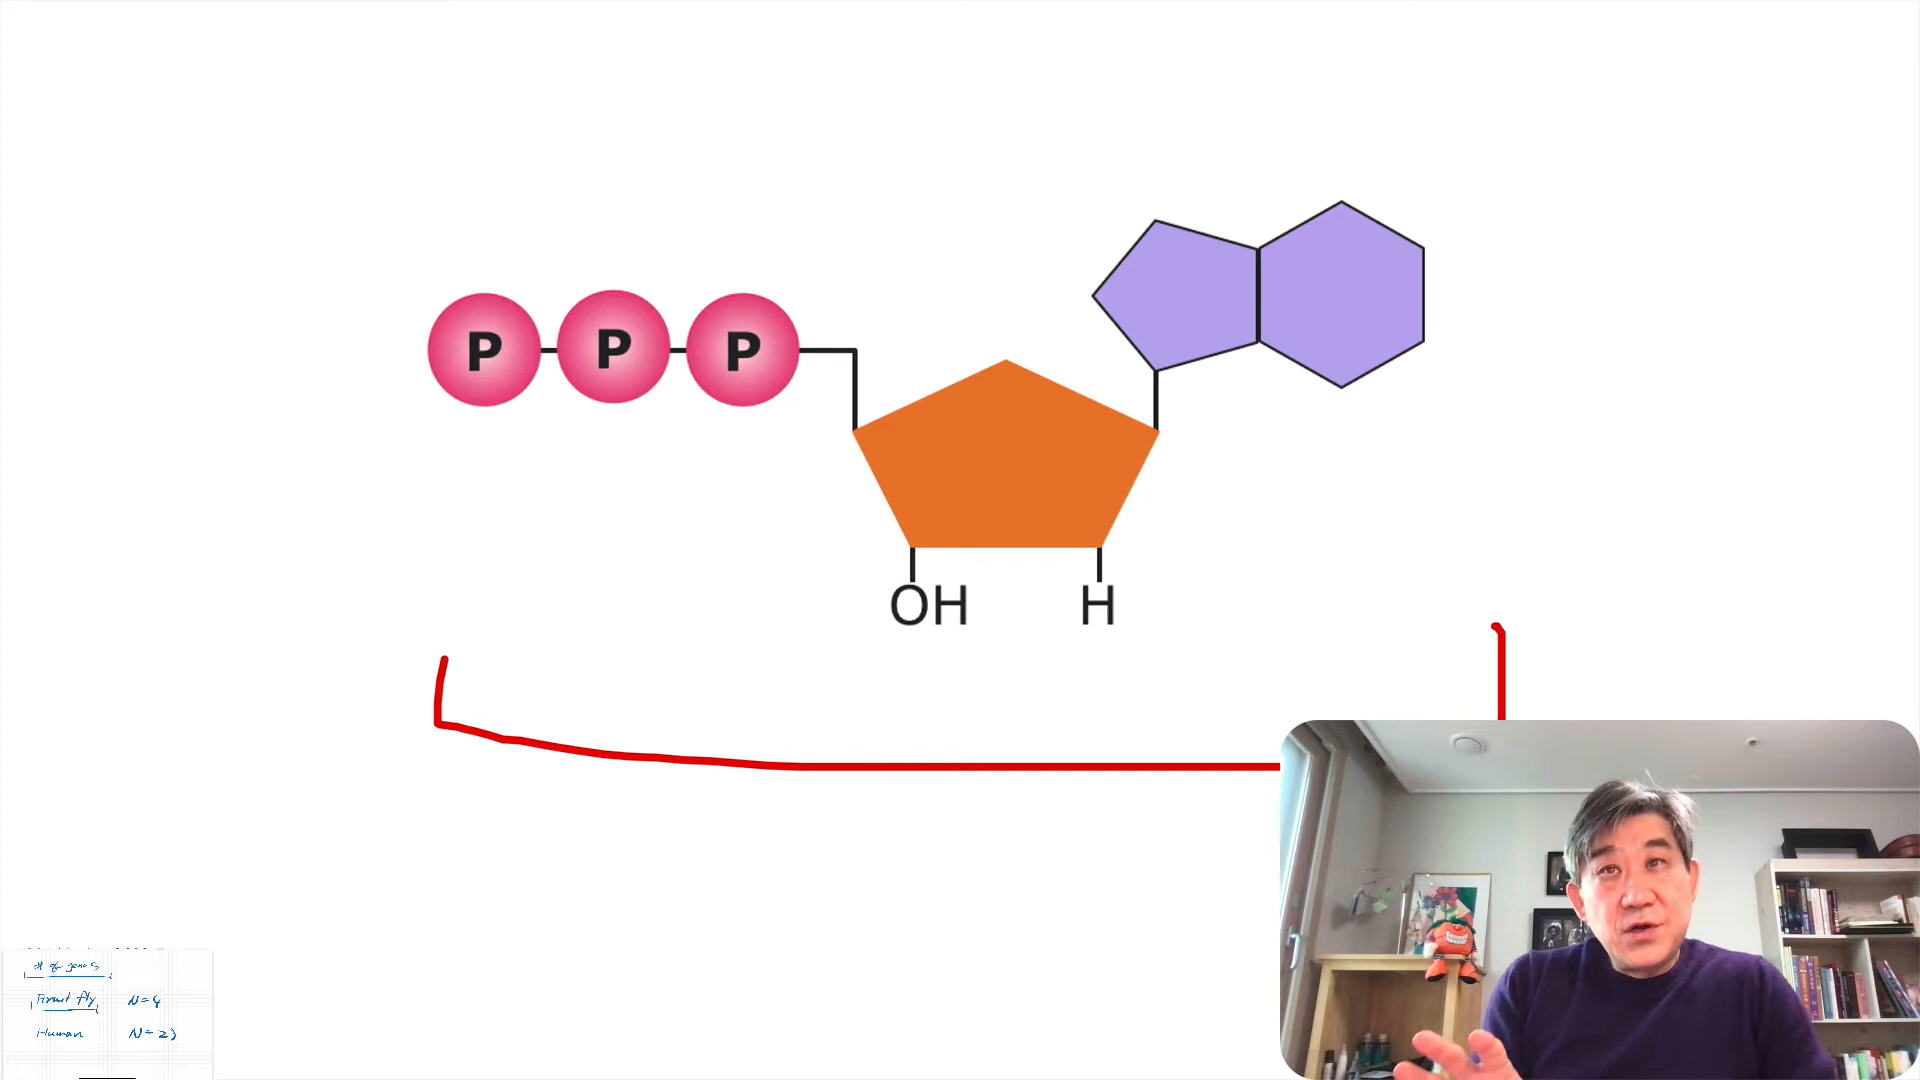 P P P
OH H
# of genes
Fruit fly N=4
Human N=23